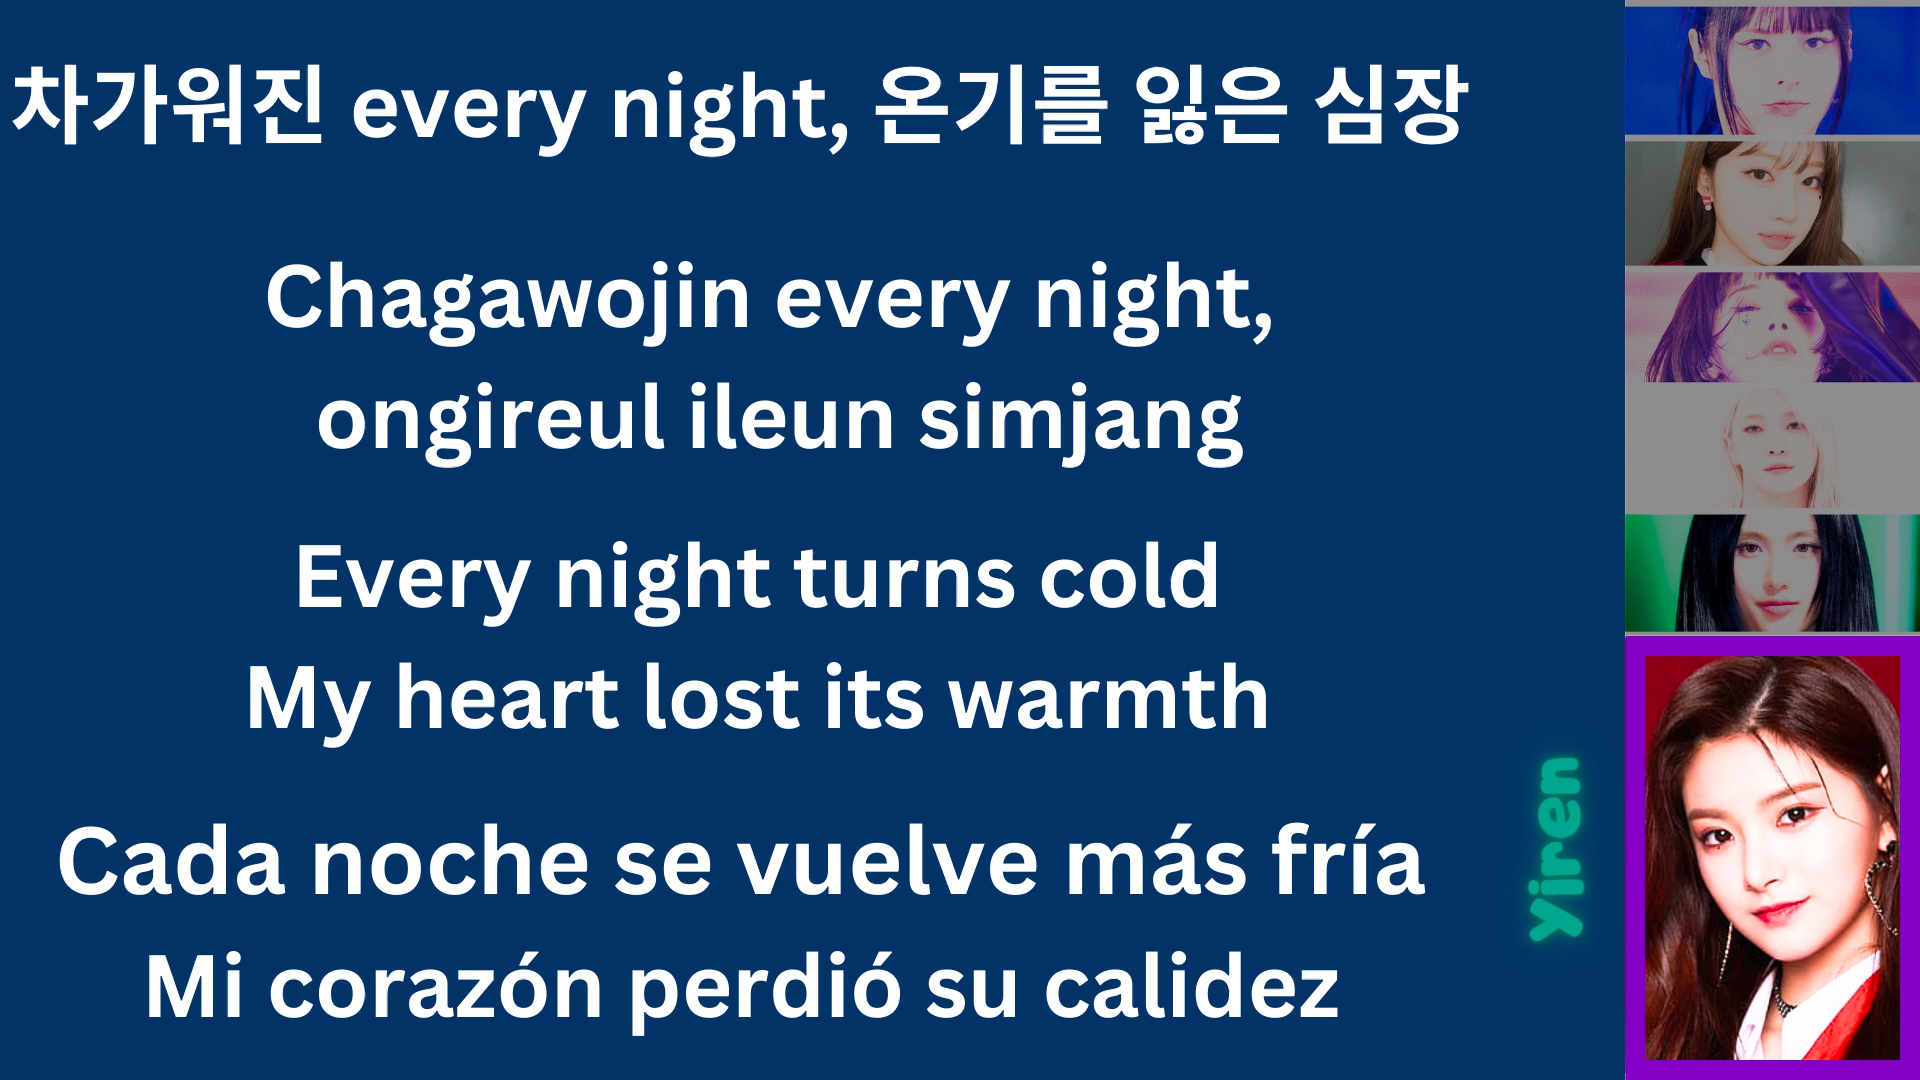 차가워진 every night, 온기를 잃은 심장
Chagawojin every night,
ongireul ileun simjang
Every night turns cold
My heart lost its warmth
Cada noche se vuelve más fría
Mi corazón perdió su calidez
Yiren